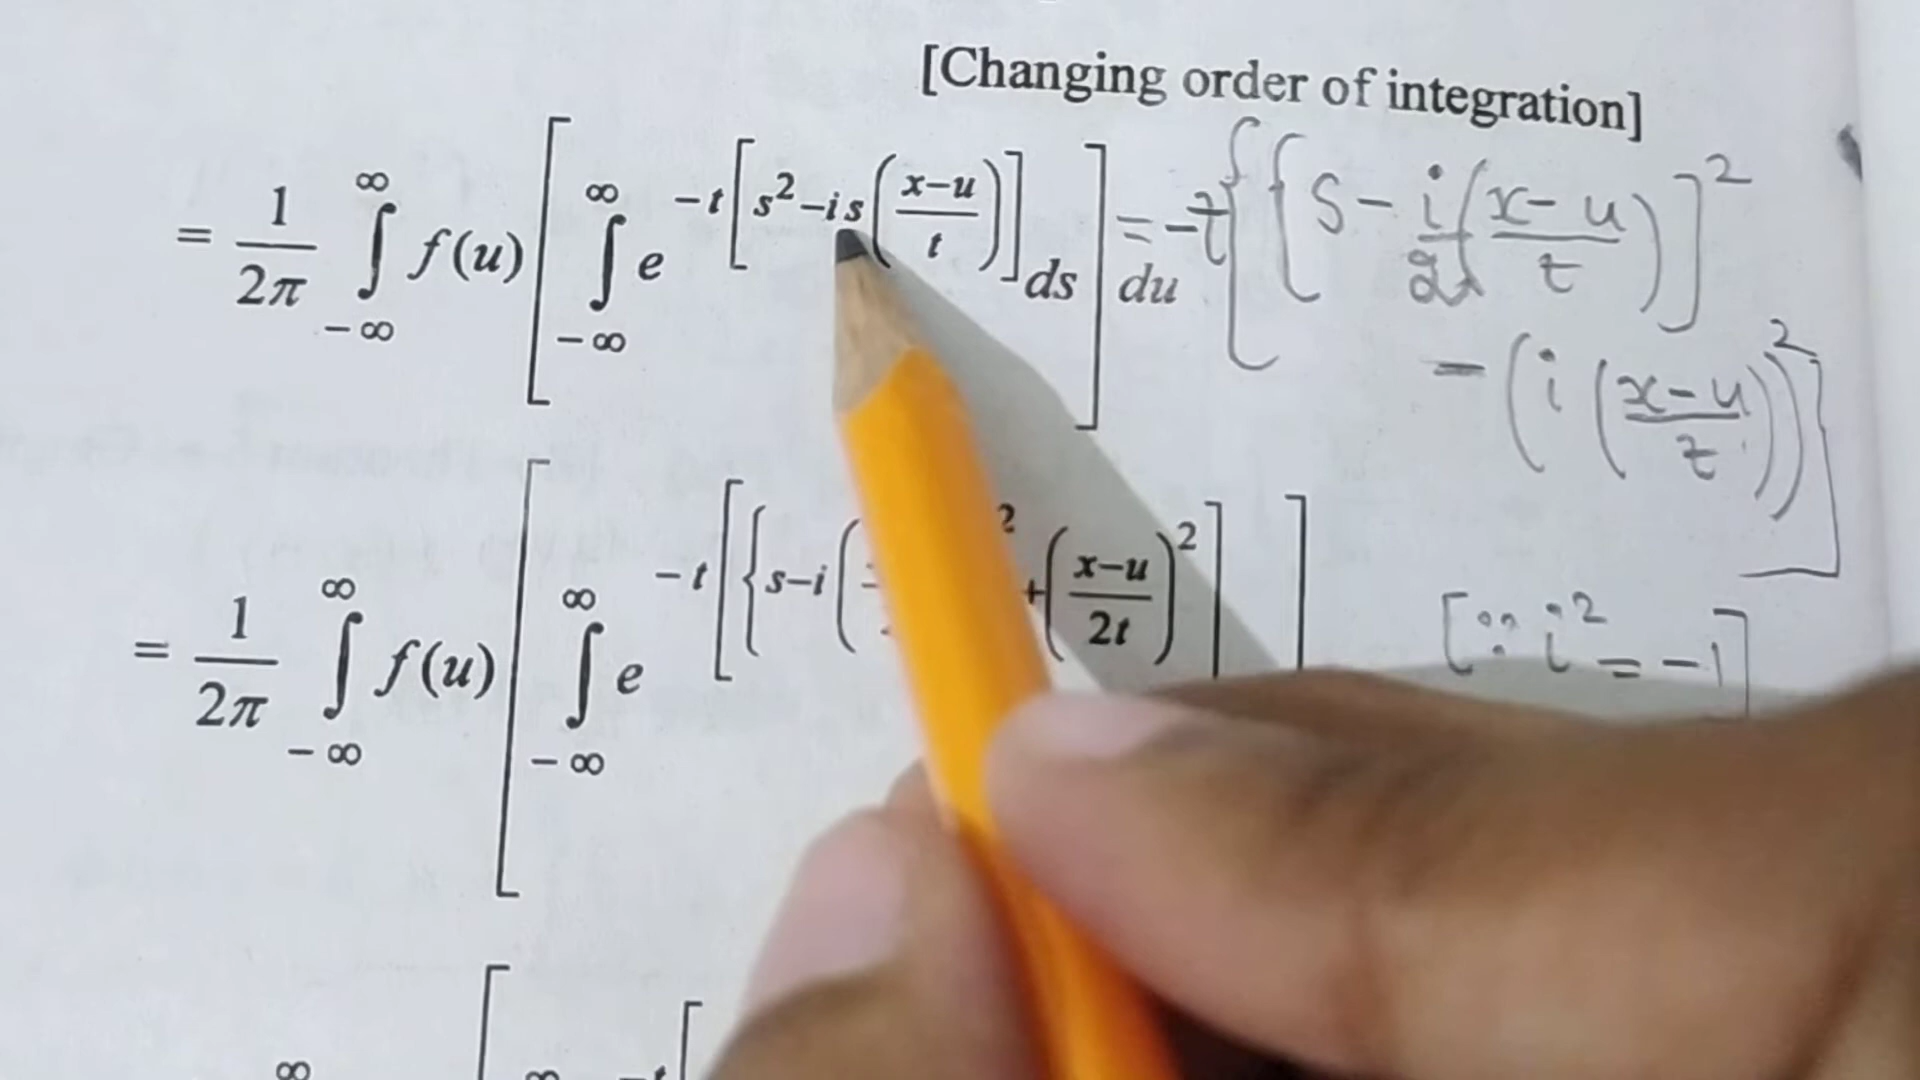 [Changing order of integration]
= 1/2π ∫_{-∞}^{∞} f(u) [ ∫_{-∞}^{∞} e^{-t[s²-is((x-u)/t)]} ds ] du
= -t{ { S - i/2 ((x-u)/t) ]²
- (i ((x-u)/t))² ]
= 1/2π ∫_{-∞}^{∞} f(u) [ ∫_{-∞}^{∞} e^{-t[{s-i( ² + ((x-u)/2t)²]} ]
[∵ i² = -1]
∞ [ ∞ -t[